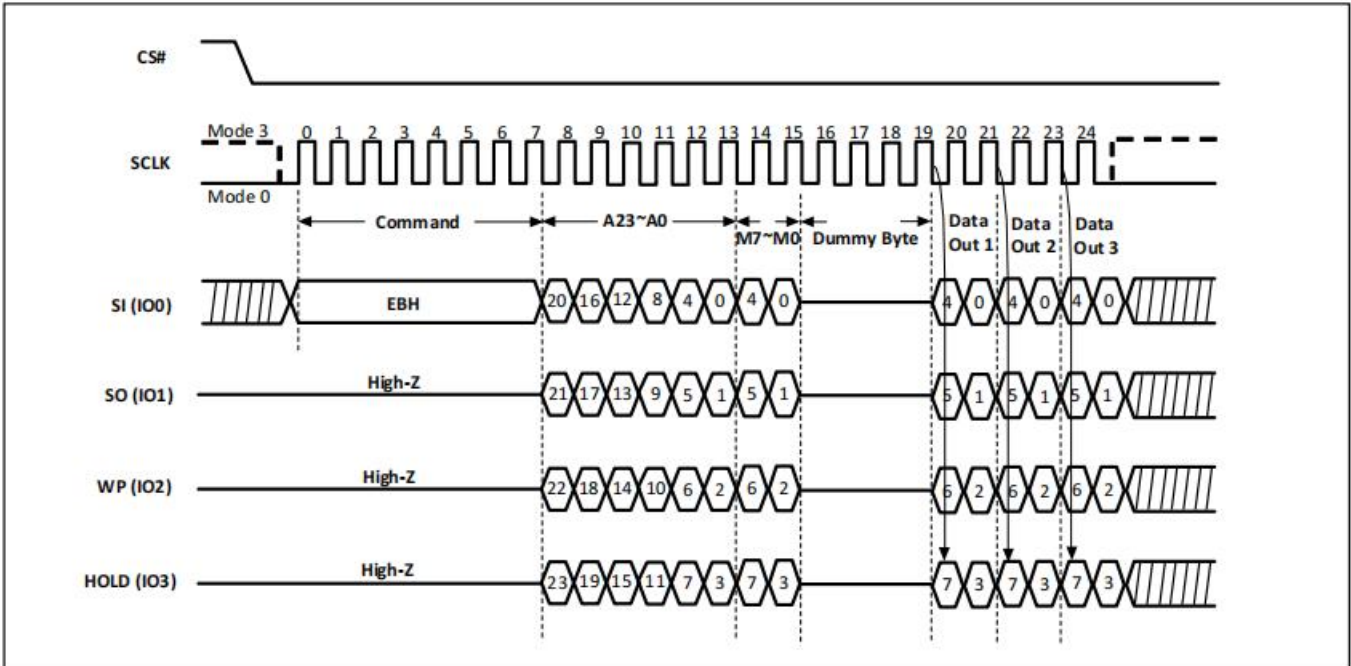 CS#
Mode 3 0 1 2 3 4 5 6 7 8 9 10 11 12 13 14 15 16 17 18 19 20 21 22 23 24
SCLK
Mode 0
Command A23~A0 M7~M0 Dummy Byte Data Out 1 Data Out 2 Data Out 3
SI (IO0) EBH 20 16 12 8 4 0 4 0 4 0 4 0 4 0
High-Z
SO (IO1) 21 17 13 9 5 1 5 1 5 1 5 1 5 1
High-Z
WP (IO2) 22 18 14 10 6 2 6 2 6 2 6 2 6 2
High-Z
HOLD (IO3) 23 19 15 11 7 3 7 3 7 3 7 3 7 3